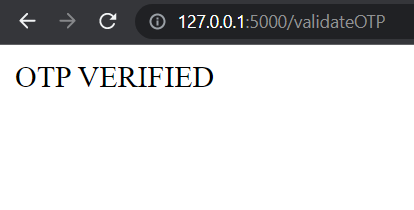 127.0.0.1:5000/validateOTP
OTP VERIFIED